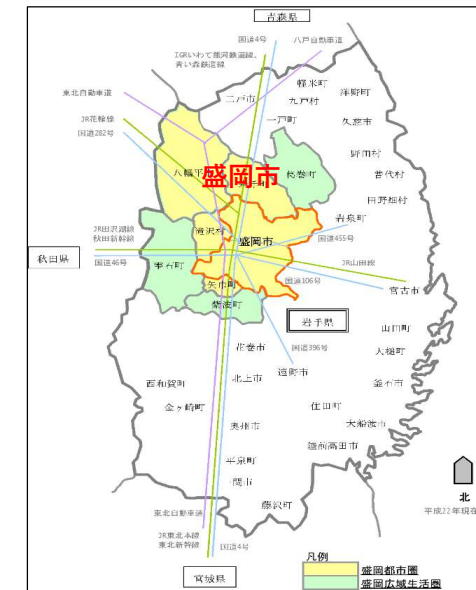 青森県
国道4号
八戸自動車道
IGRいわて銀河鉄道線、
青い森鉄道線
東北自動車道
軽米町
洋野町
二戸市
九戸村
JR花輪線
国道282号
一戸町
久慈市
野田村
八幡平市
葛巻町
普代村
盛岡市
田野畑村
岩泉町
JR田沢湖線
秋田新幹線
滝沢村
盛岡市
国道455号
秋田県
国道46号
雫石町
JR山田線
矢巾町
国道106号
宮古市
紫波町
岩手県
山田町
花巻市
国道396号
大槌町
西和賀町
北上市
遠野市
釜石市
金ヶ崎町
住田町
奥州市
大船渡市
陸前高田市
平泉町
一関市
北
平成22年現在
藤沢町
東北自動車道
JR東北本線
東北新幹線
国道4号
凡例
盛岡都市圏
盛岡広域生活圏
宮城県